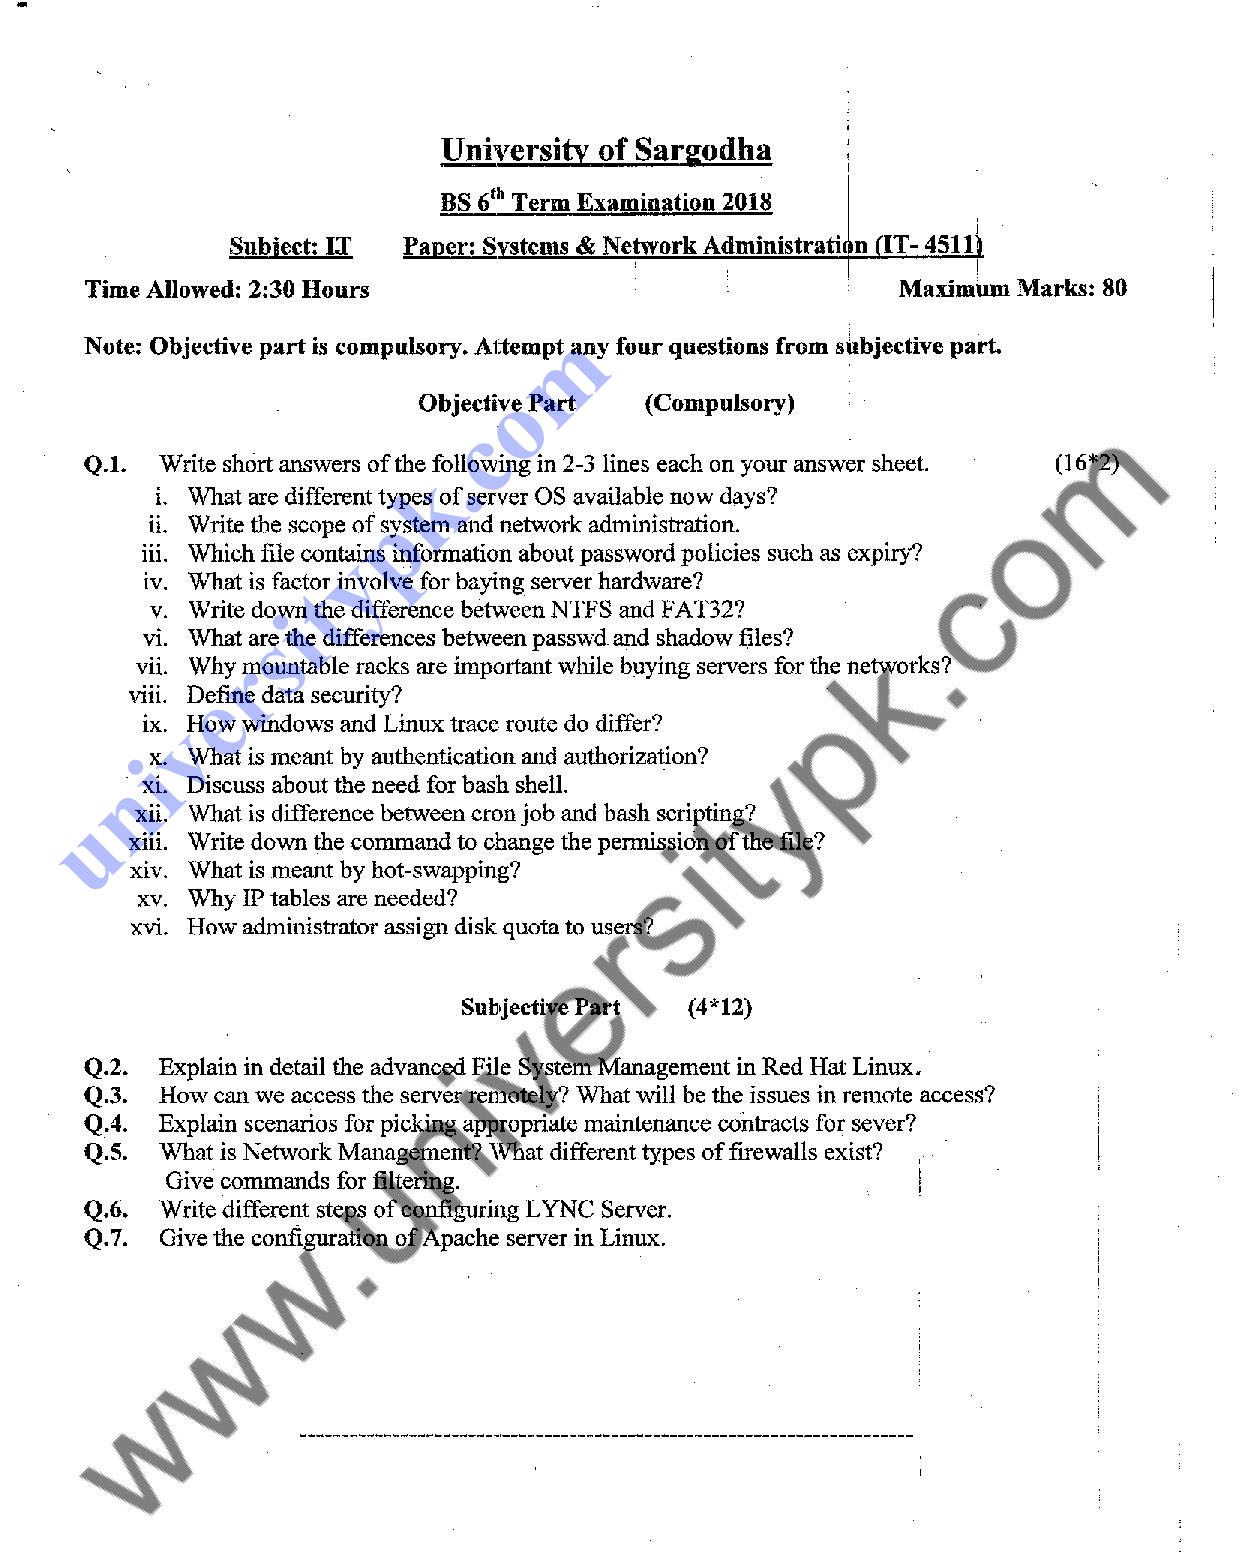 University of Sargodha
BS 6th Term Examination 2018
Subject: IT Paper: Systems & Network Administration (IT- 4511)
Time Allowed: 2:30 Hours Maximum Marks: 80
Note: Objective part is compulsory. Attempt any four questions from subjective part.
Objective Part (Compulsory)
Q.1. Write short answers of the following in 2-3 lines each on your answer sheet. (16*2)
i. What are different types of server OS available now days?
ii. Write the scope of system and network administration.
iii. Which file contains information about password policies such as expiry?
iv. What is factor involve for baying server hardware?
v. Write down the difference between NTFS and FAT32?
vi. What are the differences between passwd and shadow files?
vii. Why mountable racks are important while buying servers for the networks?
viii. Define data security?
ix. How windows and Linux trace route do differ?
x. What is meant by authentication and authorization?
xi. Discuss about the need for bash shell.
xii. What is difference between cron job and bash scripting?
xiii. Write down the command to change the permission of the file?
xiv. What is meant by hot-swapping?
xv. Why IP tables are needed?
xvi. How administrator assign disk quota to users?
Subjective Part (4*12)
Q.2. Explain in detail the advanced File System Management in Red Hat Linux.
Q.3. How can we access the server remotely? What will be the issues in remote access?
Q.4. Explain scenarios for picking appropriate maintenance contracts for sever?
Q.5. What is Network Management? What different types of firewalls exist?
Give commands for filtering.
Q.6. Write different steps of configuring LYNC Server.
Q.7. Give the configuration of Apache server in Linux.
universitypk.com
www.universitypk.com